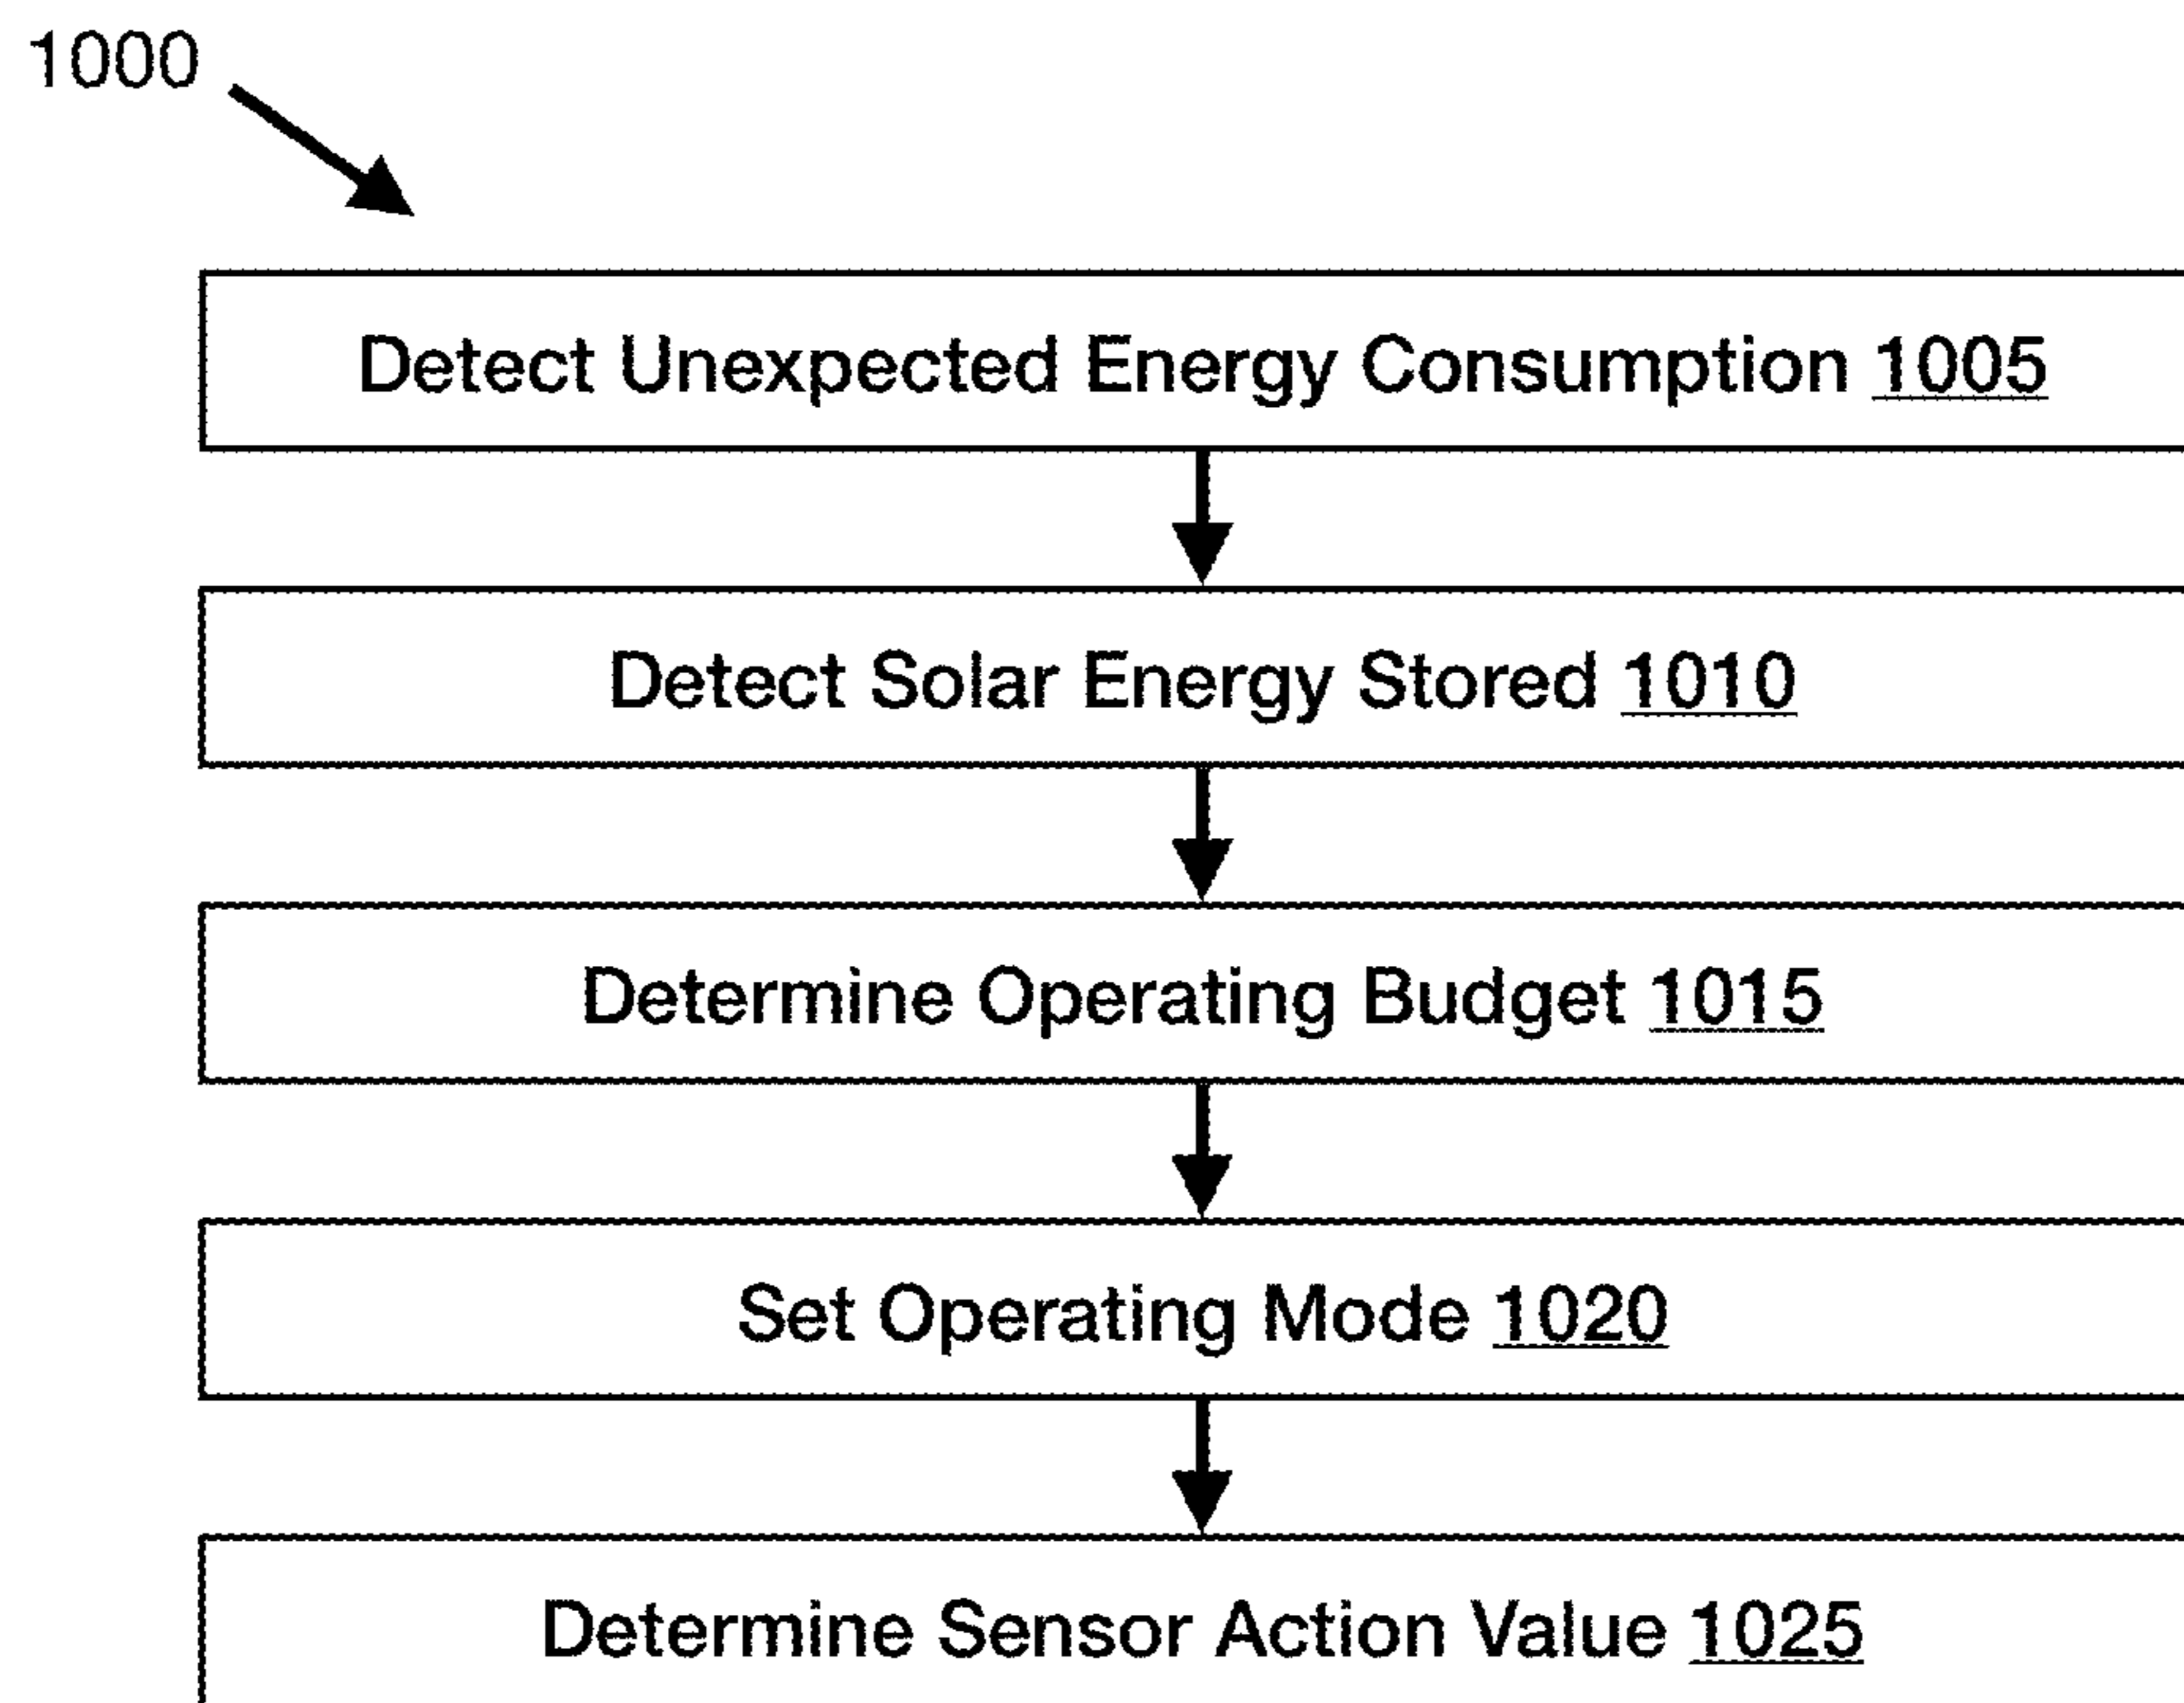 1000
Detect Unexpected Energy Consumption 1005
Detect Solar Energy Stored 1010
Determine Operating Budget 1015
Set Operating Mode 1020
Determine Sensor Action Value 1025